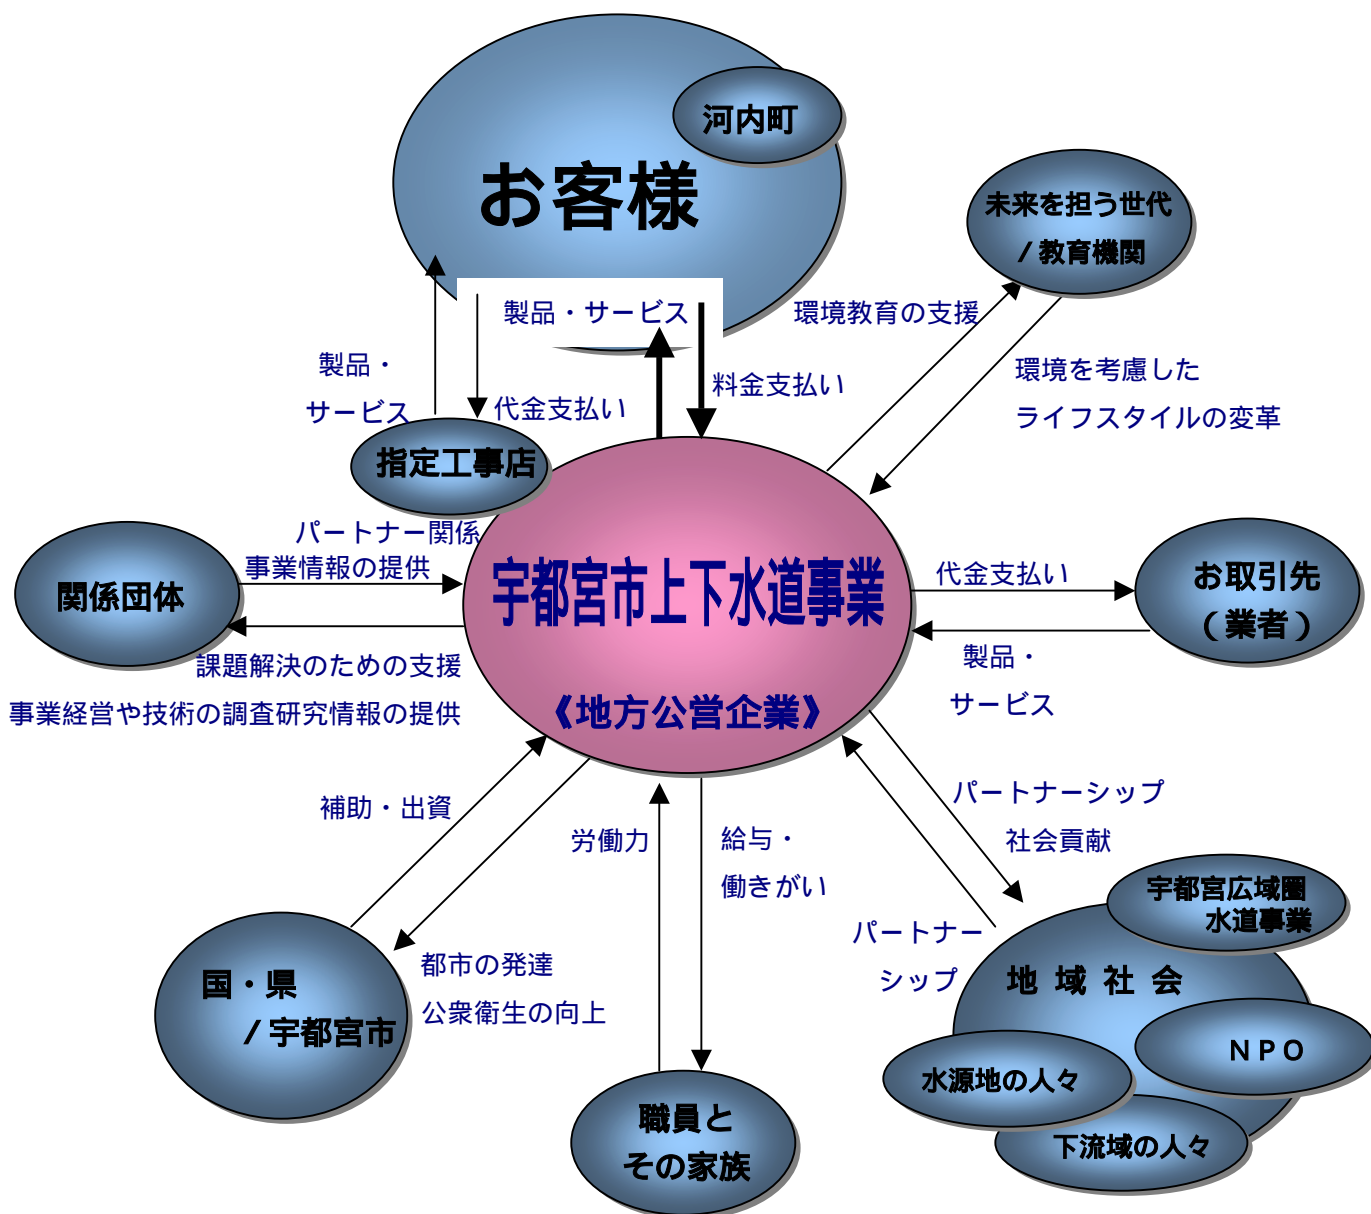 河内町
お客様
未来を担う世代
/教育機関
製品・サービス
環境教育の支援
製品・
サービス
代金支払い
料金支払い
環境を考慮した
ライフスタイルの変革
指定工事店
パートナー関係
事業情報の提供
関係団体
宇都宮市上下水道事業
《地方公営企業》
代金支払い
お取引先
(業者)
製品・
サービス
課題解決のための支援
事業経営や技術の調査研究情報の提供
補助・出資
労働力
給与・
働きがい
パートナーシップ
社会貢献
パートナー
シップ
宇都宮広域圏
水道事業
地域社会
NPO
水源地の人々
下流域の人々
国・県
/宇都宮市
都市の発達
公衆衛生の向上
職員と
その家族